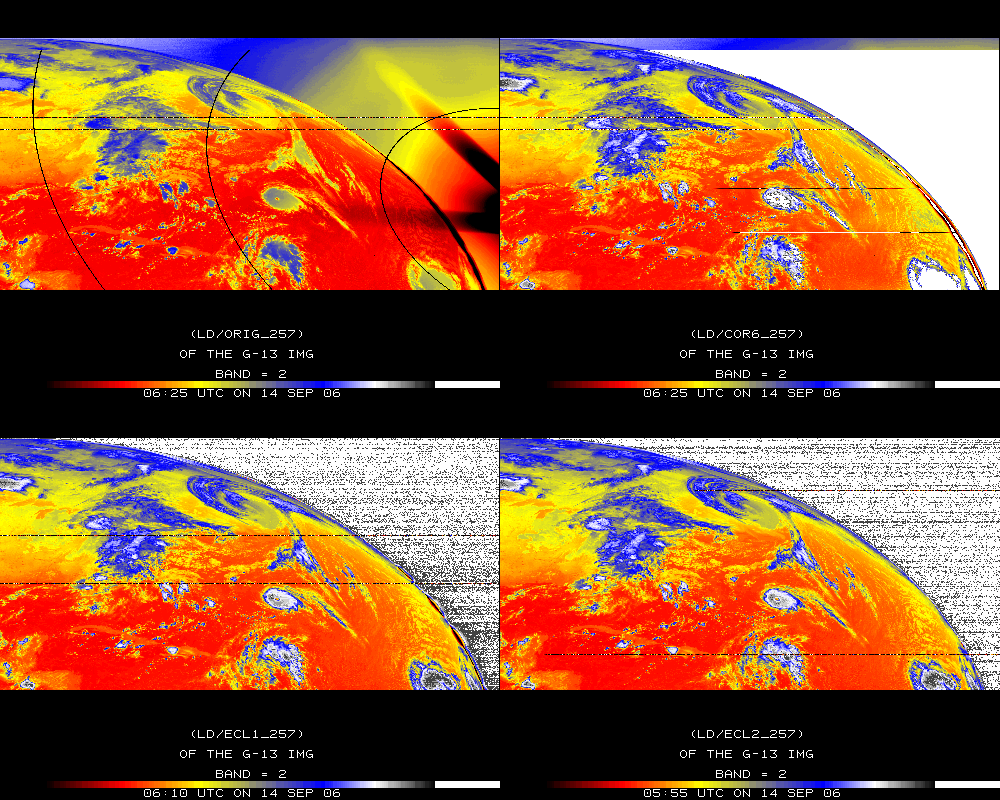 (LD/ORIG_257)
OF THE G-13 IMG
BAND = 2
06:25 UTC ON 14 SEP 06
(LD/COR6_257)
OF THE G-13 IMG
BAND = 2
06:25 UTC ON 14 SEP 06
(LD/ECL1_257)
OF THE G-13 IMG
BAND = 2
06:10 UTC ON 14 SEP 06
(LD/ECL2_257)
OF THE G-13 IMG
BAND = 2
05:55 UTC ON 14 SEP 06